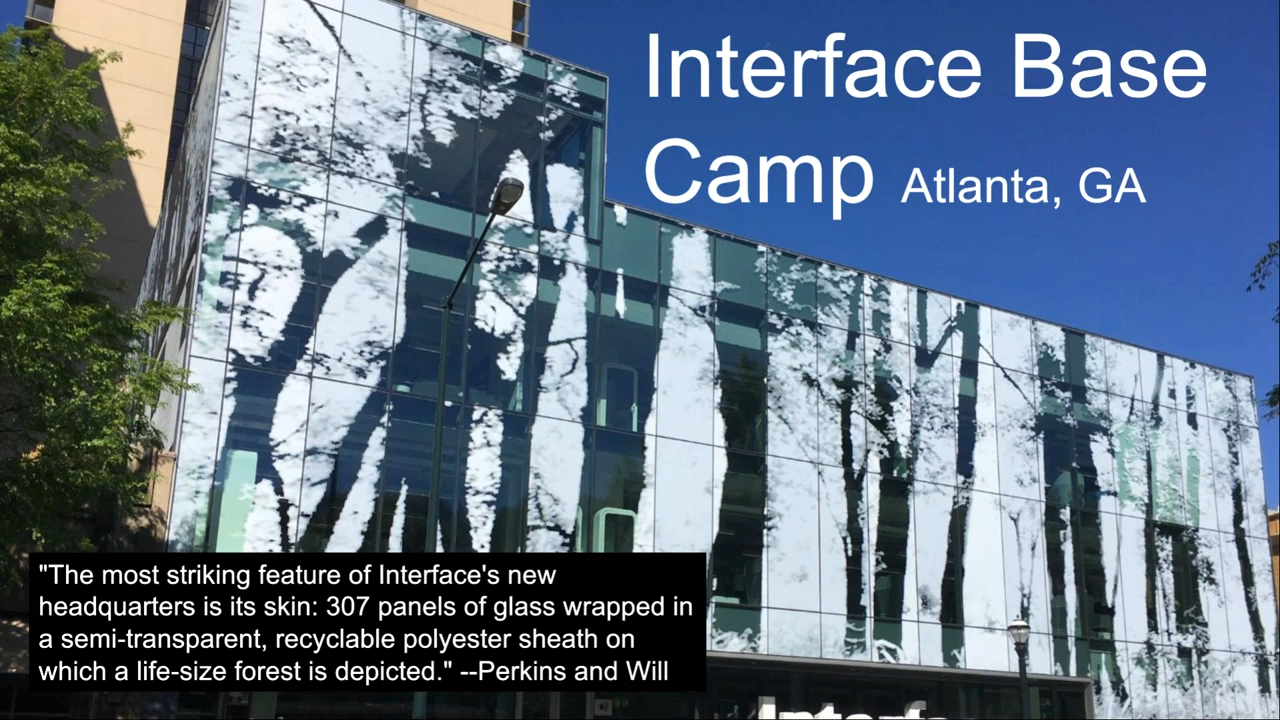 Interface Base
Camp Atlanta, GA
"The most striking feature of Interface's new
headquarters is its skin: 307 panels of glass wrapped in
a semi-transparent, recyclable polyester sheath on
which a life-size forest is depicted." --Perkins and Will
Interfa